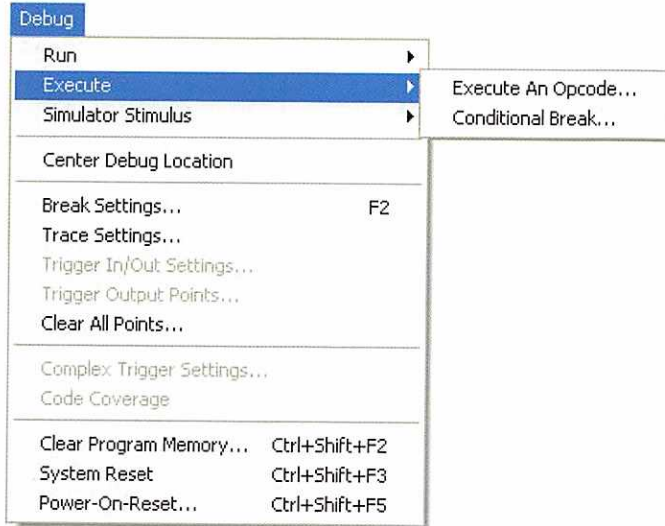 Debug
Run
Execute
Execute An Opcode...
Simulator Stimulus
Conditional Break...
Center Debug Location
Break Settings... F2
Trace Settings...
Trigger In/Out Settings...
Trigger Output Points...
Clear All Points...
Complex Trigger Settings...
Code Coverage
Clear Program Memory... Ctrl+Shift+F2
System Reset Ctrl+Shift+F3
Power-On-Reset... Ctrl+Shift+F5